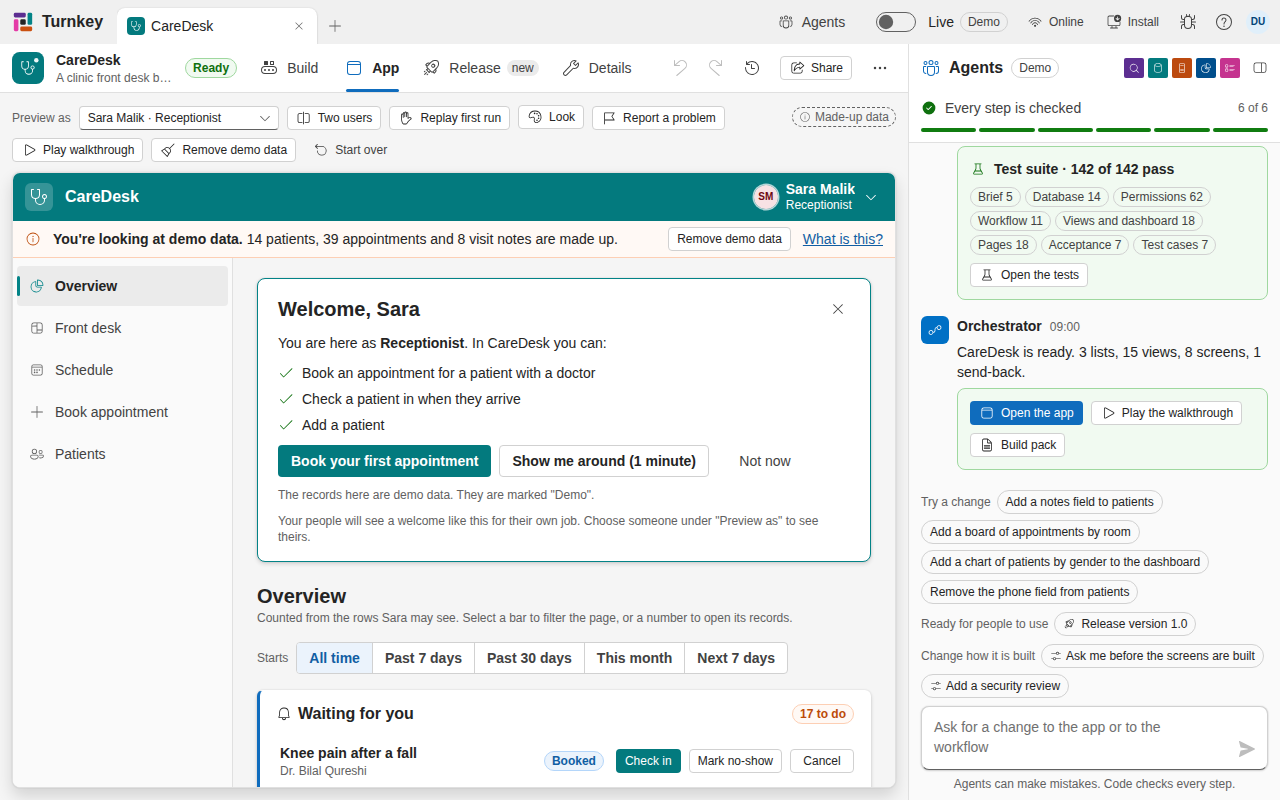 Turnkey
CareDesk
Agents
Live
Demo
Online
Install
DU
CareDesk
A clinic front desk b…
Ready
Build
App
Release
new
Details
Share
Preview as
Sara Malik · Receptionist
Two users
Replay first run
Look
Report a problem
Made-up data
Play walkthrough
Remove demo data
Start over
CareDesk
SM
Sara Malik
Receptionist
You're looking at demo data. 14 patients, 39 appointments and 8 visit notes are made up.
Remove demo data
What is this?
Overview
Front desk
Schedule
Book appointment
Patients
Welcome, Sara
You are here as Receptionist. In CareDesk you can:
Book an appointment for a patient with a doctor
Check a patient in when they arrive
Add a patient
Book your first appointment
Show me around (1 minute)
Not now
The records here are demo data. They are marked "Demo".
Your people will see a welcome like this for their own job. Choose someone under "Preview as" to see
theirs.
Overview
Counted from the rows Sara may see. Select a bar to filter the page, or a number to open its records.
Starts
All time
Past 7 days
Past 30 days
This month
Next 7 days
Waiting for you
17 to do
Knee pain after a fall
Dr. Bilal Qureshi
Booked
Check in
Mark no-show
Cancel
Agents
Demo
Every step is checked
6 of 6
Test suite · 142 of 142 pass
Brief 5
Database 14
Permissions 62
Workflow 11
Views and dashboard 18
Pages 18
Acceptance 7
Test cases 7
Open the tests
Orchestrator 09:00
CareDesk is ready. 3 lists, 15 views, 8 screens, 1
send-back.
Open the app
Play the walkthrough
Build pack
Try a change
Add a notes field to patients
Add a board of appointments by room
Add a chart of patients by gender to the dashboard
Remove the phone field from patients
Ready for people to use
Release version 1.0
Change how it is built
Ask me before the screens are built
Add a security review
Ask for a change to the app or to the
workflow
Agents can make mistakes. Code checks every step.